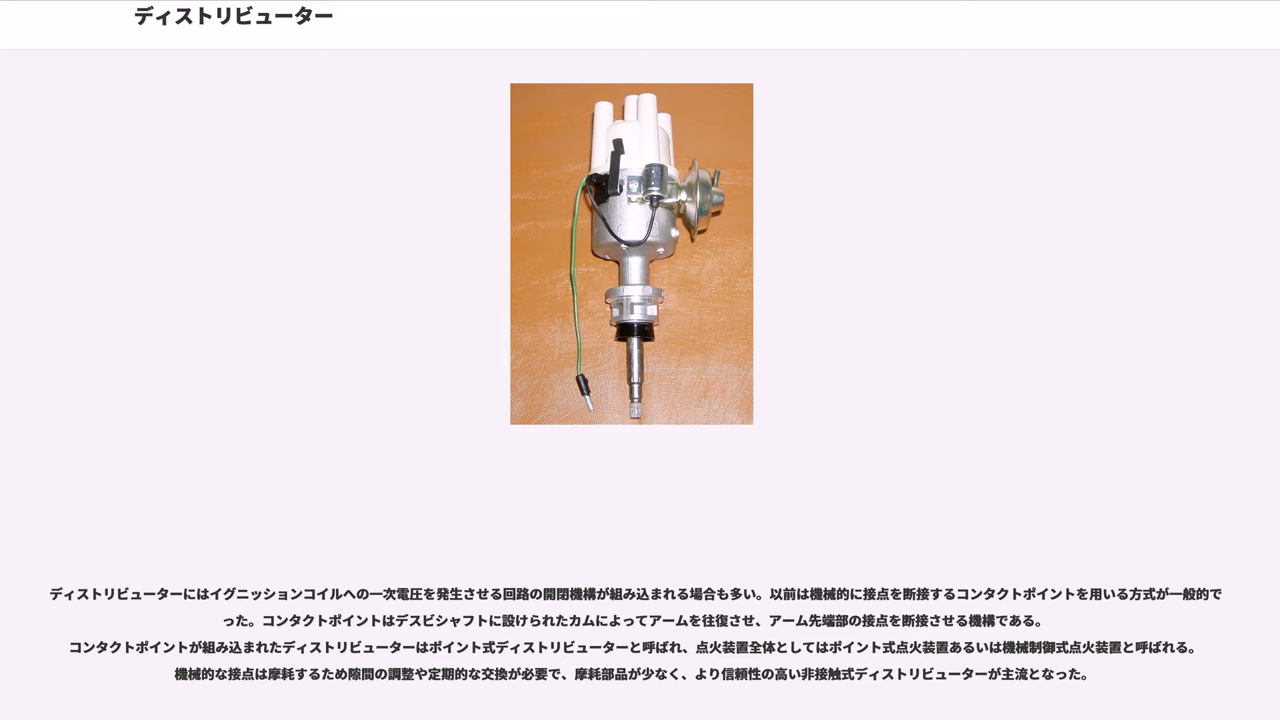 ディストリビューター
ディストリビューターにはイグニッションコイルへの一次電圧を発生させる回路の開閉機構が組み込まれる場合も多い。以前は機械的に接点を断接するコンタクトポイントを用いる方式が一般的で
った。コンタクトポイントはデスビシャフトに設けられたカムによってアームを往復させ、アーム先端部の接点を断接させる機構である。
コンタクトポイントが組み込まれたディストリビューターはポイント式ディストリビューターと呼ばれ、点火装置全体としてはポイント式点火装置あるいは機械制御式点火装置と呼ばれる。
機械的な接点は摩耗するため隙間の調整や定期的な交換が必要で、摩耗部品が少なく、より信頼性の高い非接触式ディストリビューターが主流となった。